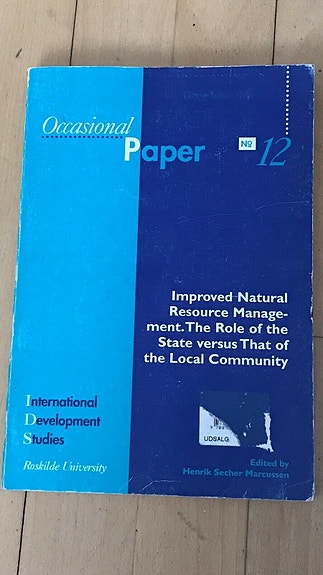 Occasional
Paper
No 12
Improved Natural
Resource Manage-
ment. The Role of the
State versus That of
the Local Community
UDSALG
International
Development
Studies
Roskilde University
Edited by
Henrik Secher Marcussen